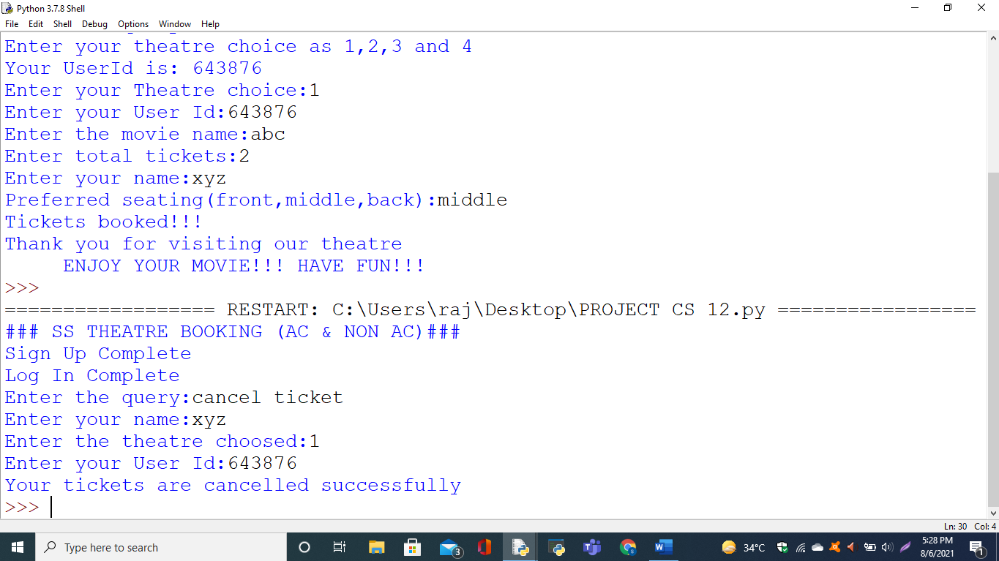 Python 3.7.8 Shell
File Edit Shell Debug Options Window Help
Enter your theatre choice as 1,2,3 and 4
Your UserId is: 643876
Enter your Theatre choice:1
Enter your User Id:643876
Enter the movie name:abc
Enter total tickets:2
Enter your name:xyz
Preferred seating(front,middle,back):middle
Tickets booked!!!
Thank you for visiting our theatre
     ENJOY YOUR MOVIE!!! HAVE FUN!!!
>>>
================== RESTART: C:\Users\raj\Desktop\PROJECT CS 12.py =================
### SS THEATRE BOOKING (AC & NON AC)###
Sign Up Complete
Log In Complete
Enter the query:cancel ticket
Enter your name:xyz
Enter the theatre choosed:1
Enter your User Id:643876
Your tickets are cancelled successfully
>>>
Ln: 30 Col: 4
Type here to search
3
34°C
5:28 PM
8/6/2021
1